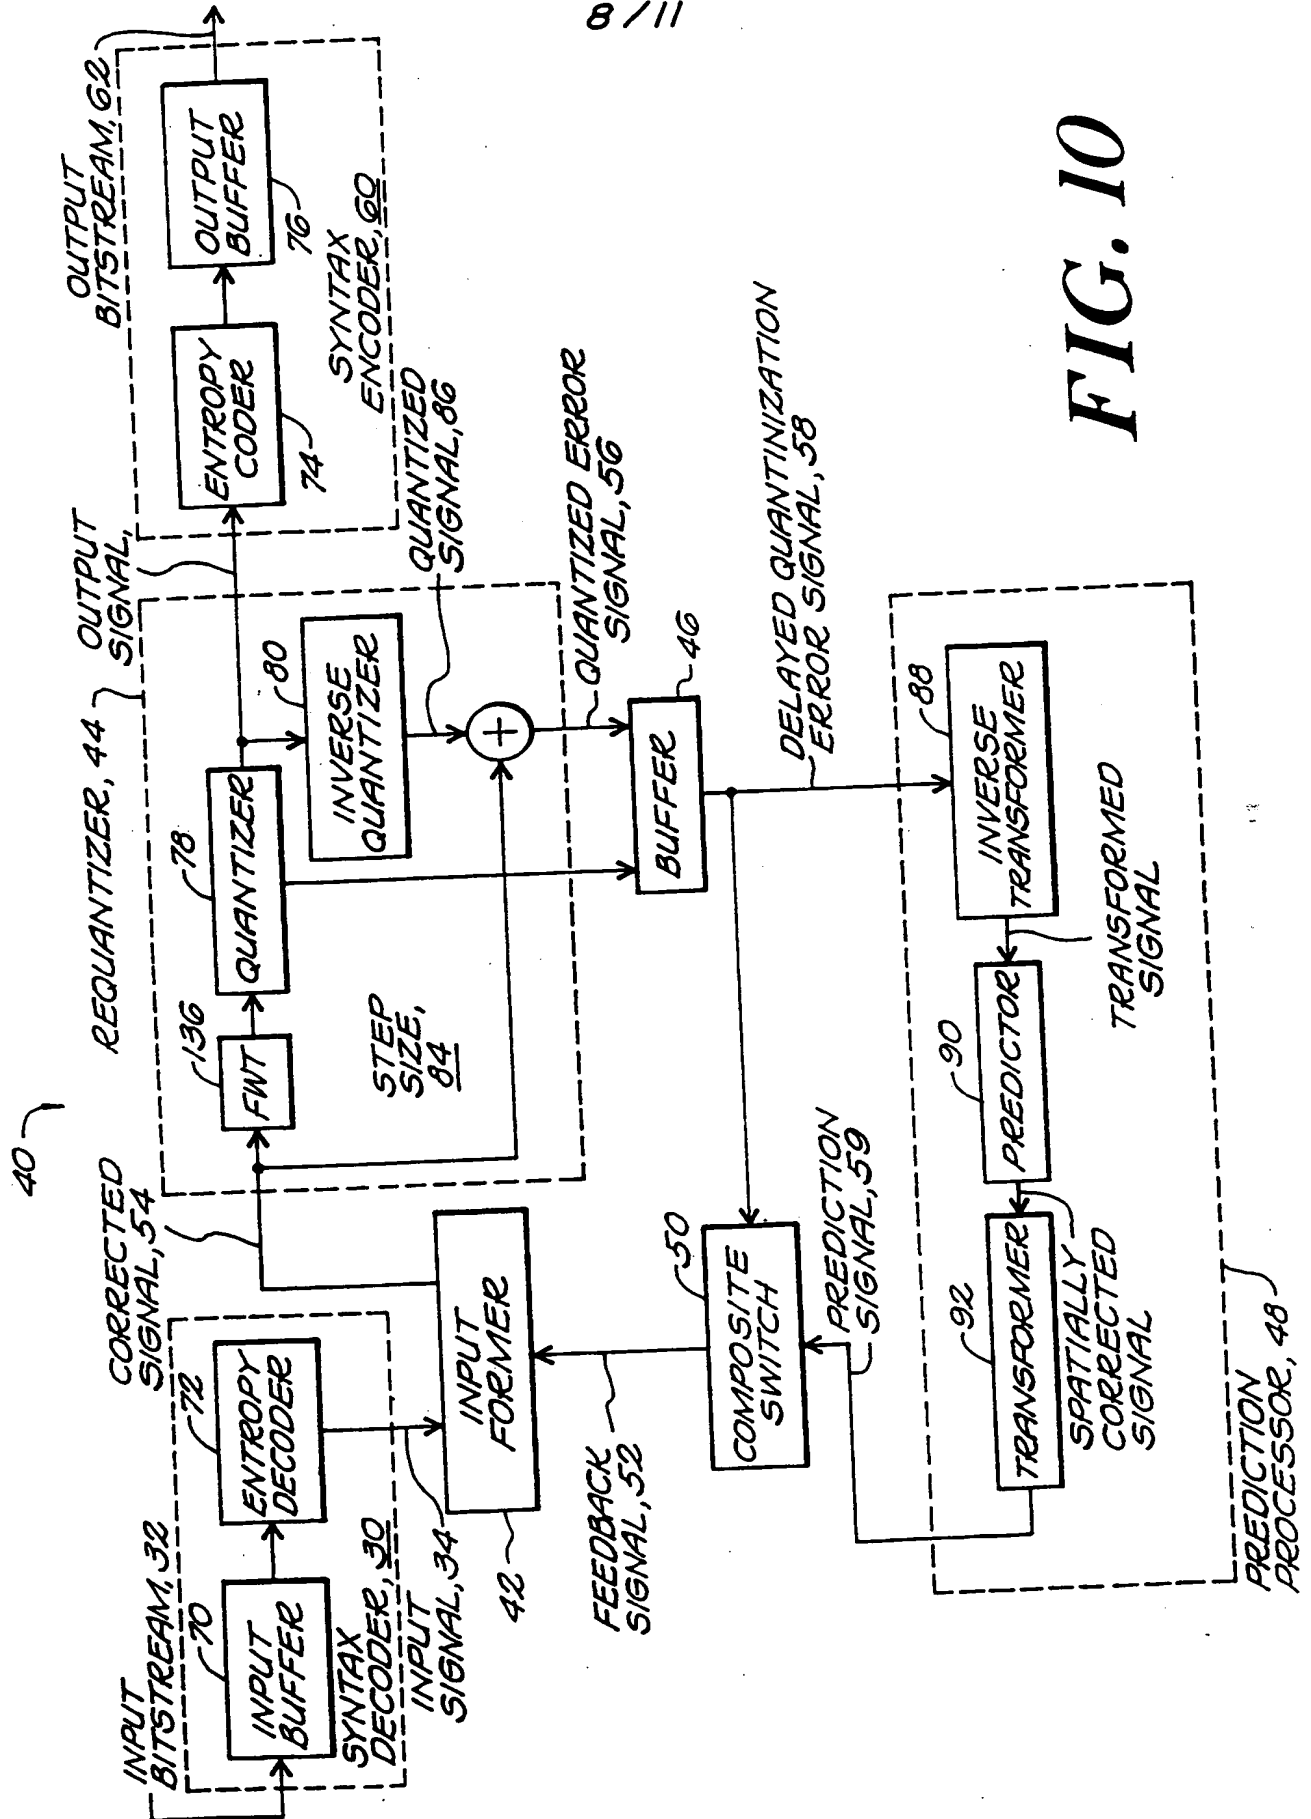 8/11
40
INPUT
BITSTREAM, 32
70
INPUT
BUFFER
72
ENTROPY
DECODER
SYNTAX
DECODER, 30
INPUT
SIGNAL, 34
CORRECTED
SIGNAL, 54
INPUT
FORMER
42
REQUANTIZER, 44
136
FWT
78
QUANTIZER
80
INVERSE
QUANTIZER
STEP
SIZE,
84
+
OUTPUT
SIGNAL,
ENTROPY
CODER
74
OUTPUT
BUFFER
76
SYNTAX
ENCODER, 60
OUTPUT
BITSTREAM, 62
QUANTIZED
SIGNAL, 86
QUANTIZED ERROR
SIGNAL, 56
BUFFER
46
DELAYED QUANTINIZATION
ERROR SIGNAL, 58
FEEDBACK
SIGNAL, 52
50
COMPOSITE
SWITCH
PREDICTION
SIGNAL, 59
88
INVERSE
TRANSFORMER
TRANSFORMED
SIGNAL
90
PREDICTOR
92
TRANSFORMER
SPATIALLY
CORRECTED
SIGNAL
PREDICTION
PROCESSOR, 48
FIG. 10